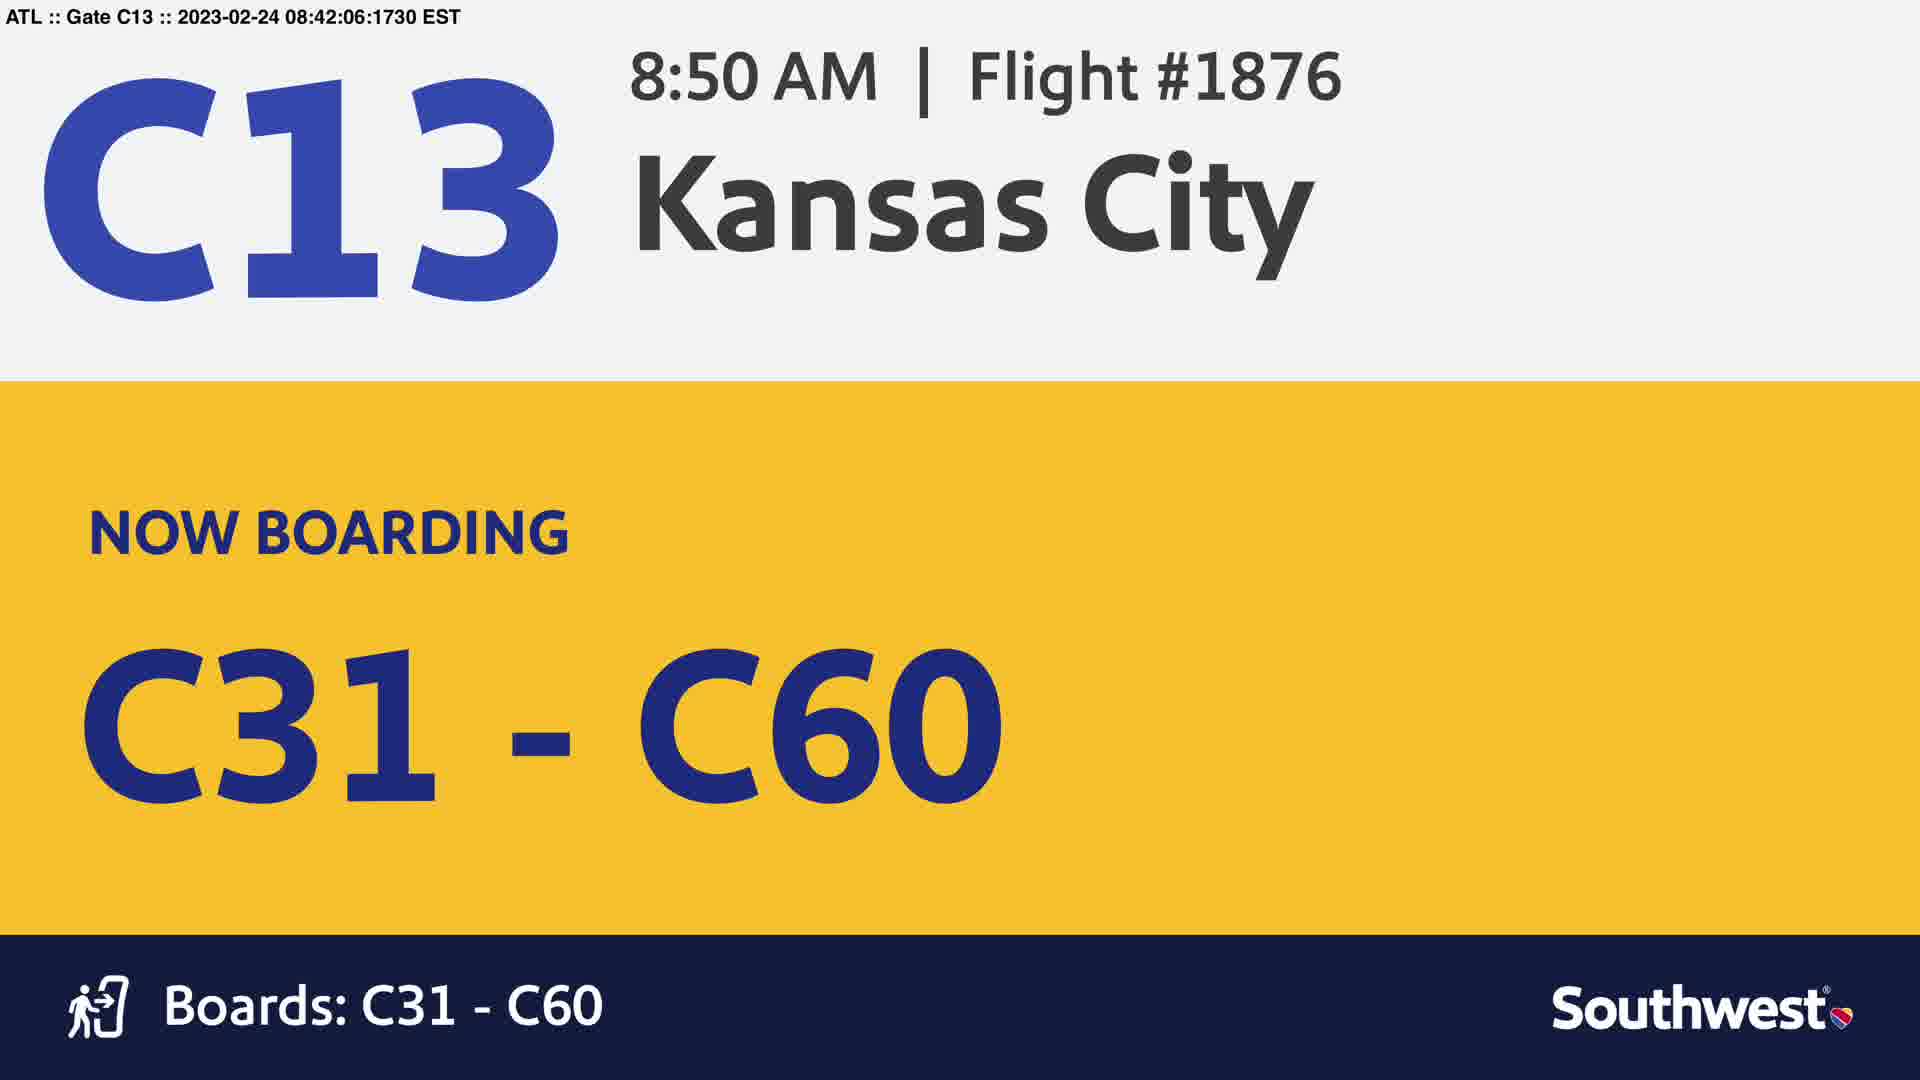 ATL :: Gate C13 :: 2023-02-24 08:42:06:1730 EST
C13
8:50 AM | Flight #1876
Kansas City
NOW BOARDING
C31 - C60
Boards: C31 - C60
Southwest®